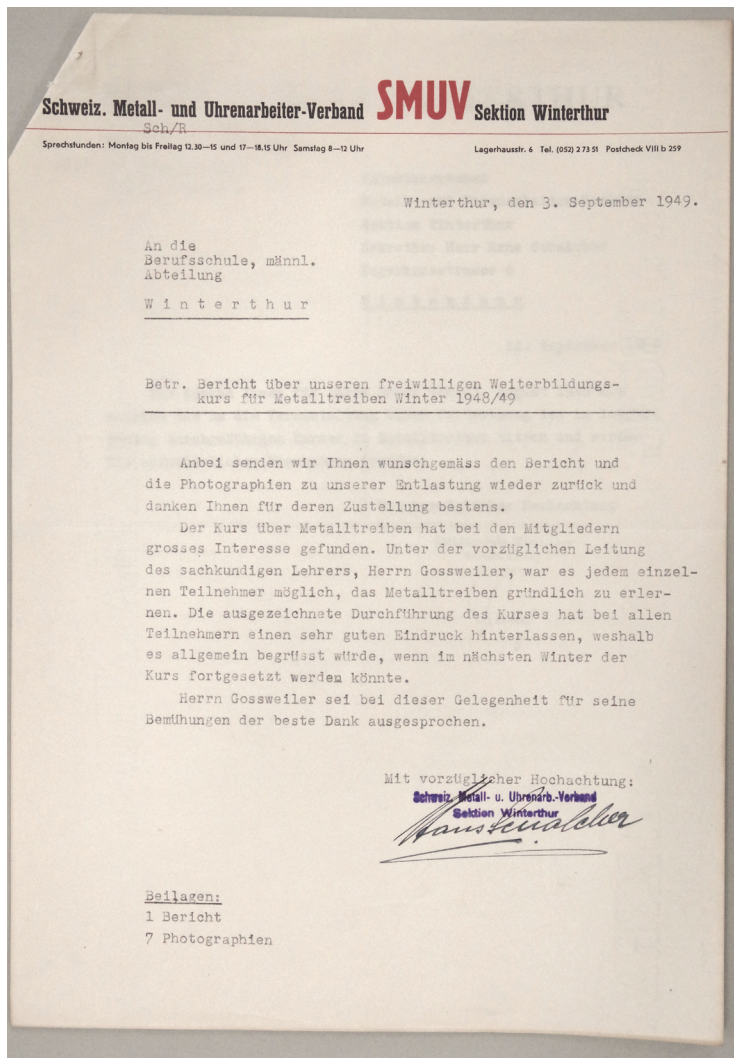 Schweiz. Metall- und Uhrenarbeiter-Verband SMUV Sektion Winterthur
Sch/R
Sprechstunden: Montag bis Freitag 12.30—15 und 17—18.15 Uhr Samstag 8—12 Uhr
Lagerhausstr. 6 Tel. (052) 2 73 51 Postcheck VIII b 259
Winterthur, den 3. September 1949.
An die
Berufsschule, männl.
Abteilung
Winterthur
Betr. Bericht über unseren freiwilligen Weiterbildungs-
kurs für Metalltreiben Winter 1948/49
Anbei senden wir Ihnen wunschgemäss den Bericht und
die Photographien zu unserer Entlastung wieder zurück und
danken Ihnen für deren Zustellung bestens.
Der Kurs über Metalltreiben hat bei den Mitgliedern
grosses Interesse gefunden. Unter der vorzüglichen Leitung
des sachkundigen Lehrers, Herrn Gossweiler, war es jedem einzel-
nen Teilnehmer möglich, das Metalltreiben gründlich zu erler-
nen. Die ausgezeichnete Durchführung des Kurses hat bei allen
Teilnehmern einen sehr guten Eindruck hinterlassen, weshalb
es allgemein begrüsst würde, wenn im nächsten Winter der
Kurs fortgesetzt werden könnte.
Herrn Gossweiler sei bei dieser Gelegenheit für seine
Bemühungen der beste Dank ausgesprochen.
Mit vorzüglicher Hochachtung:
Schweiz. Metall- u. Uhrenarb.-Verband
Sektion Winterthur
Beilagen:
1 Bericht
7 Photographien